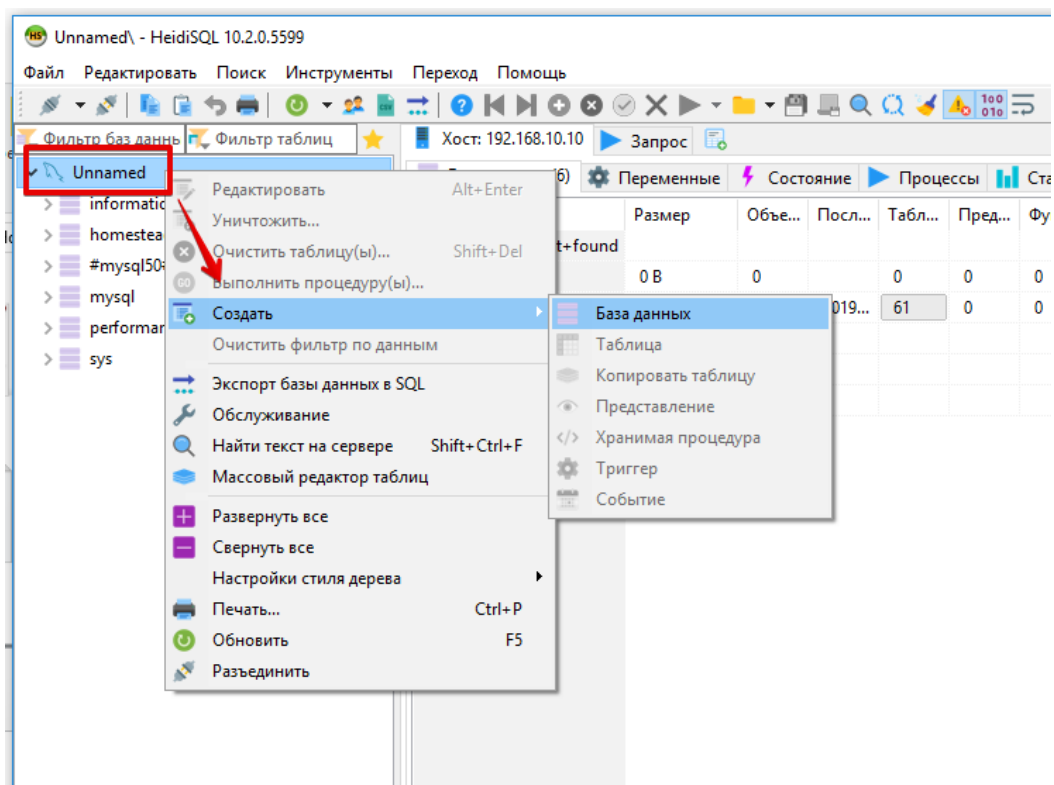 Unnamed\ - HeidiSQL 10.2.0.5599
Файл Редактировать Поиск Инструменты Переход Помощь
Фильтр баз данны Фильтр таблиц Хост: 192.168.10.10 Запрос
Unnamed (6) Переменные Состояние Процессы Ста
informatic
homestea
#mysql50#
mysql
performar
sys
Размер Объе... Посл... Табл... Пред... Фу
t+found
0 B 0 0 0 0
019... 61 0 0
Редактировать Alt+Enter
Уничтожить...
Очистить таблицу(ы)... Shift+Del
Выполнить процедуру(ы)...
Создать
Очистить фильтр по данным
Экспорт базы данных в SQL
Обслуживание
Найти текст на сервере Shift+Ctrl+F
Массовый редактор таблиц
Развернуть все
Свернуть все
Настройки стиля дерева
Печать... Ctrl+P
Обновить F5
Разъединить
База данных
Таблица
Копировать таблицу
Представление
Хранимая процедура
Триггер
Событие